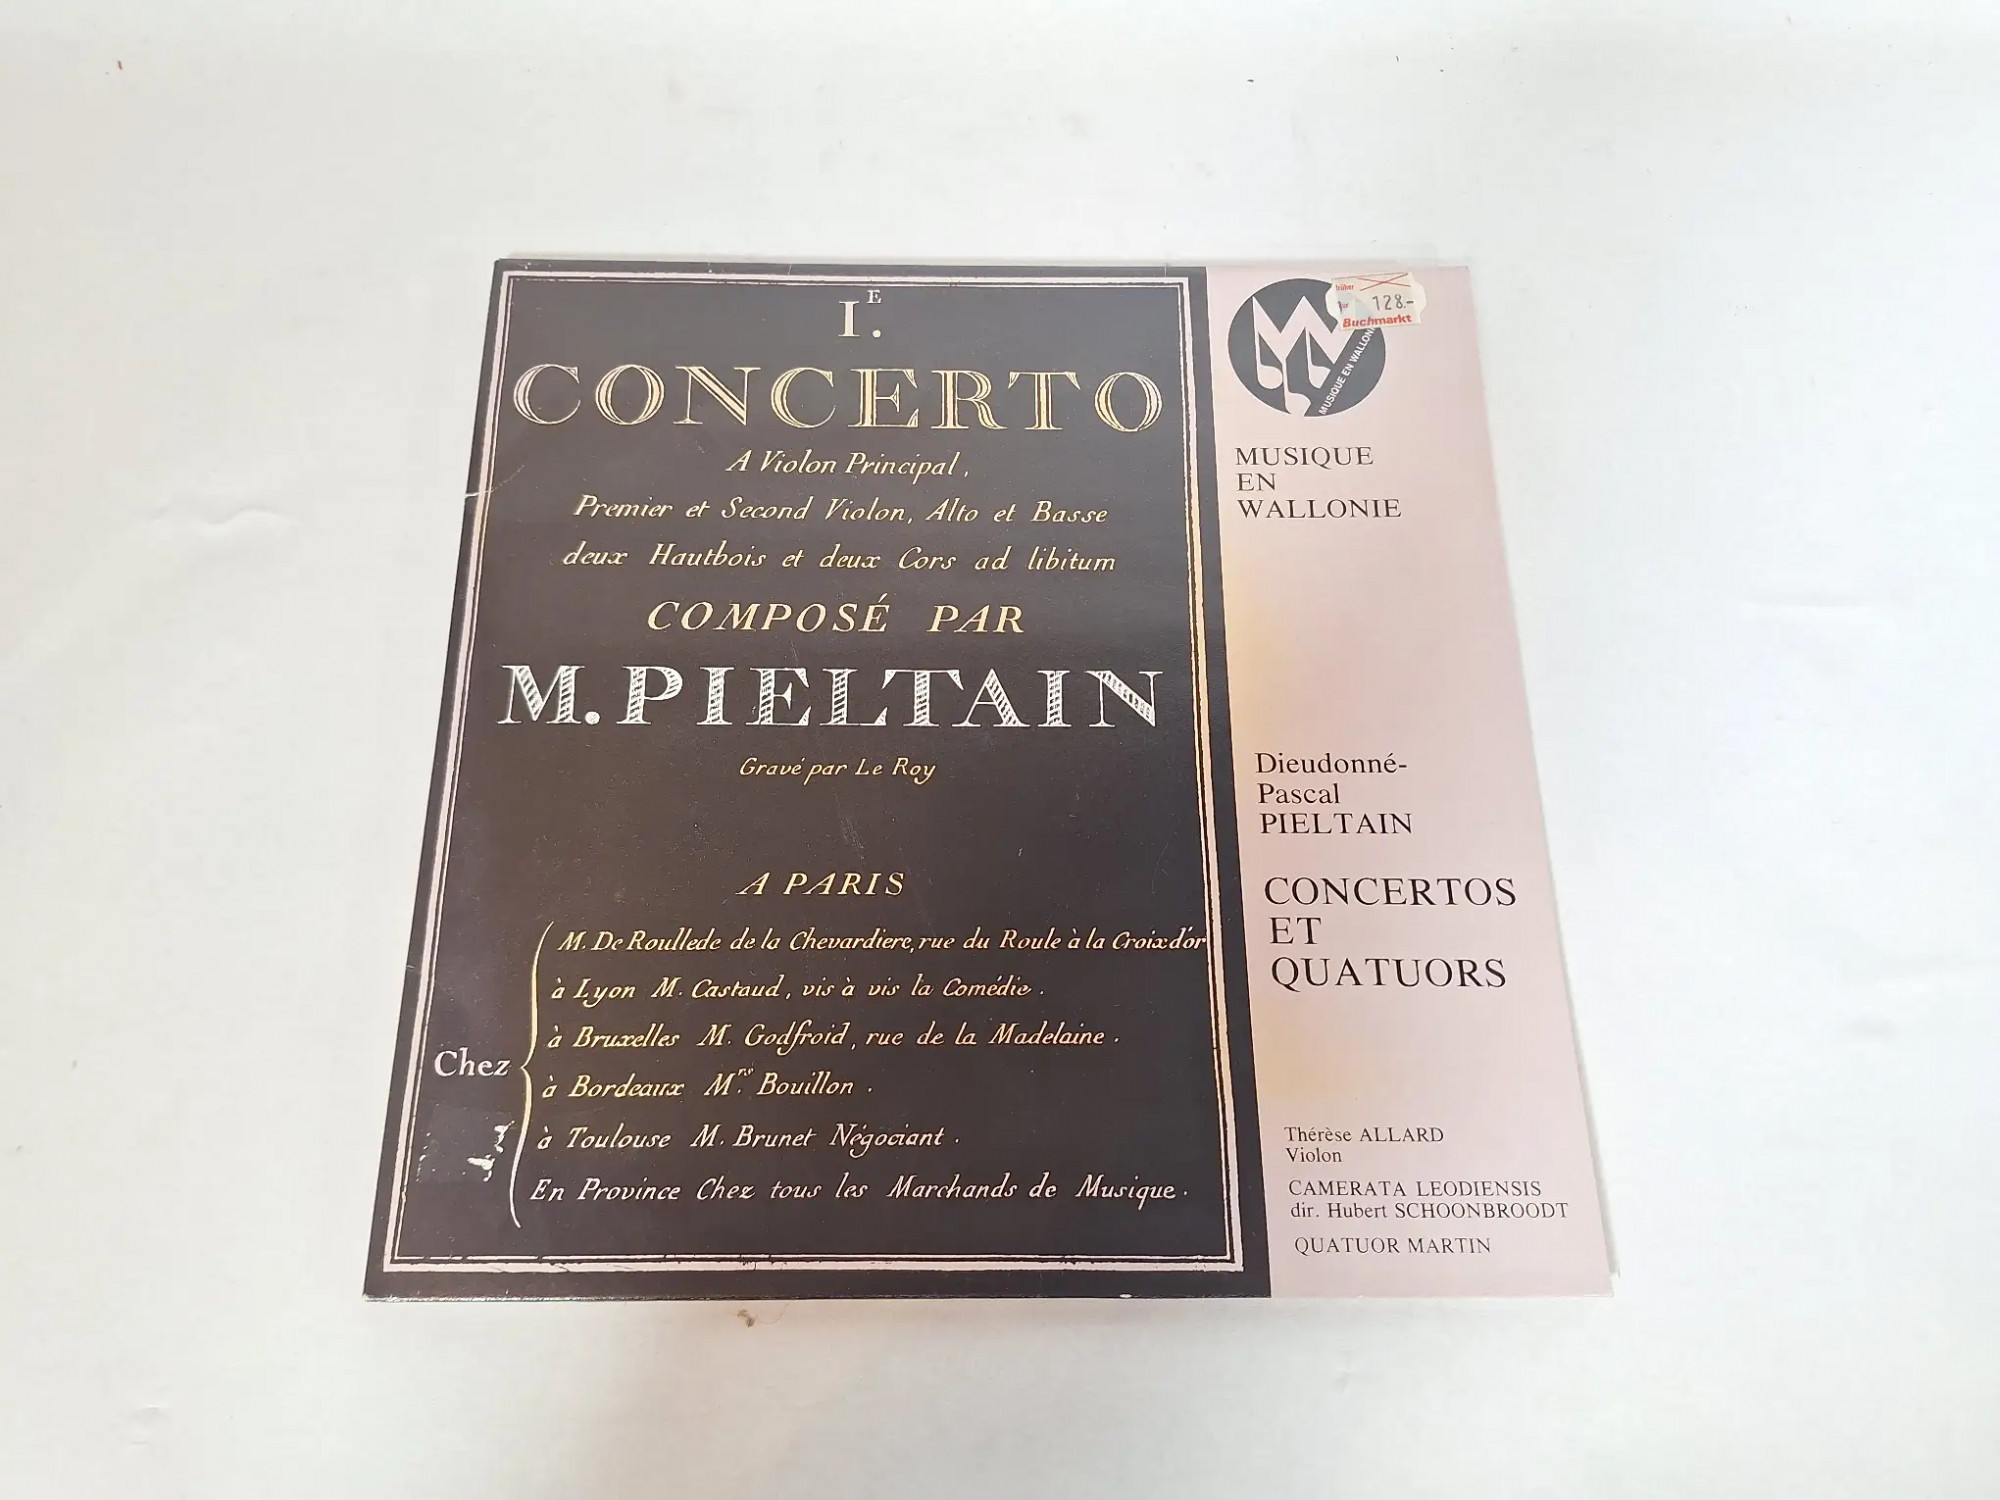 I.E
CONCERTO
A Violon Principal,
Premier et Second Violon, Alto et Basse
deux Hautbois et deux Cors ad libitum
COMPOSÉ PAR
M. PIELTAIN
Gravé par Le Roy
A PARIS
Chez
M. De Roullede de la Chevardiere, rue du Roule à la Croix d'or
à Lyon M. Castaud, vis à vis la Comédie.
à Bruxelles M. Godfroid, rue de la Madelaine.
à Bordeaux M.rs Bouillon.
à Toulouse M. Brunet Négociant.
En Province Chez tous les Marchands de Musique.
früher
128.-
Buchmarkt
MUSIQUE EN WALLONIE
MUSIQUE
EN
WALLONIE
Dieudonné-
Pascal
PIELTAIN
CONCERTOS
ET
QUATUORS
Thérèse ALLARD
Violon
CAMERATA LEODIENSIS
dir. Hubert SCHOONBROODT
QUATUOR MARTIN